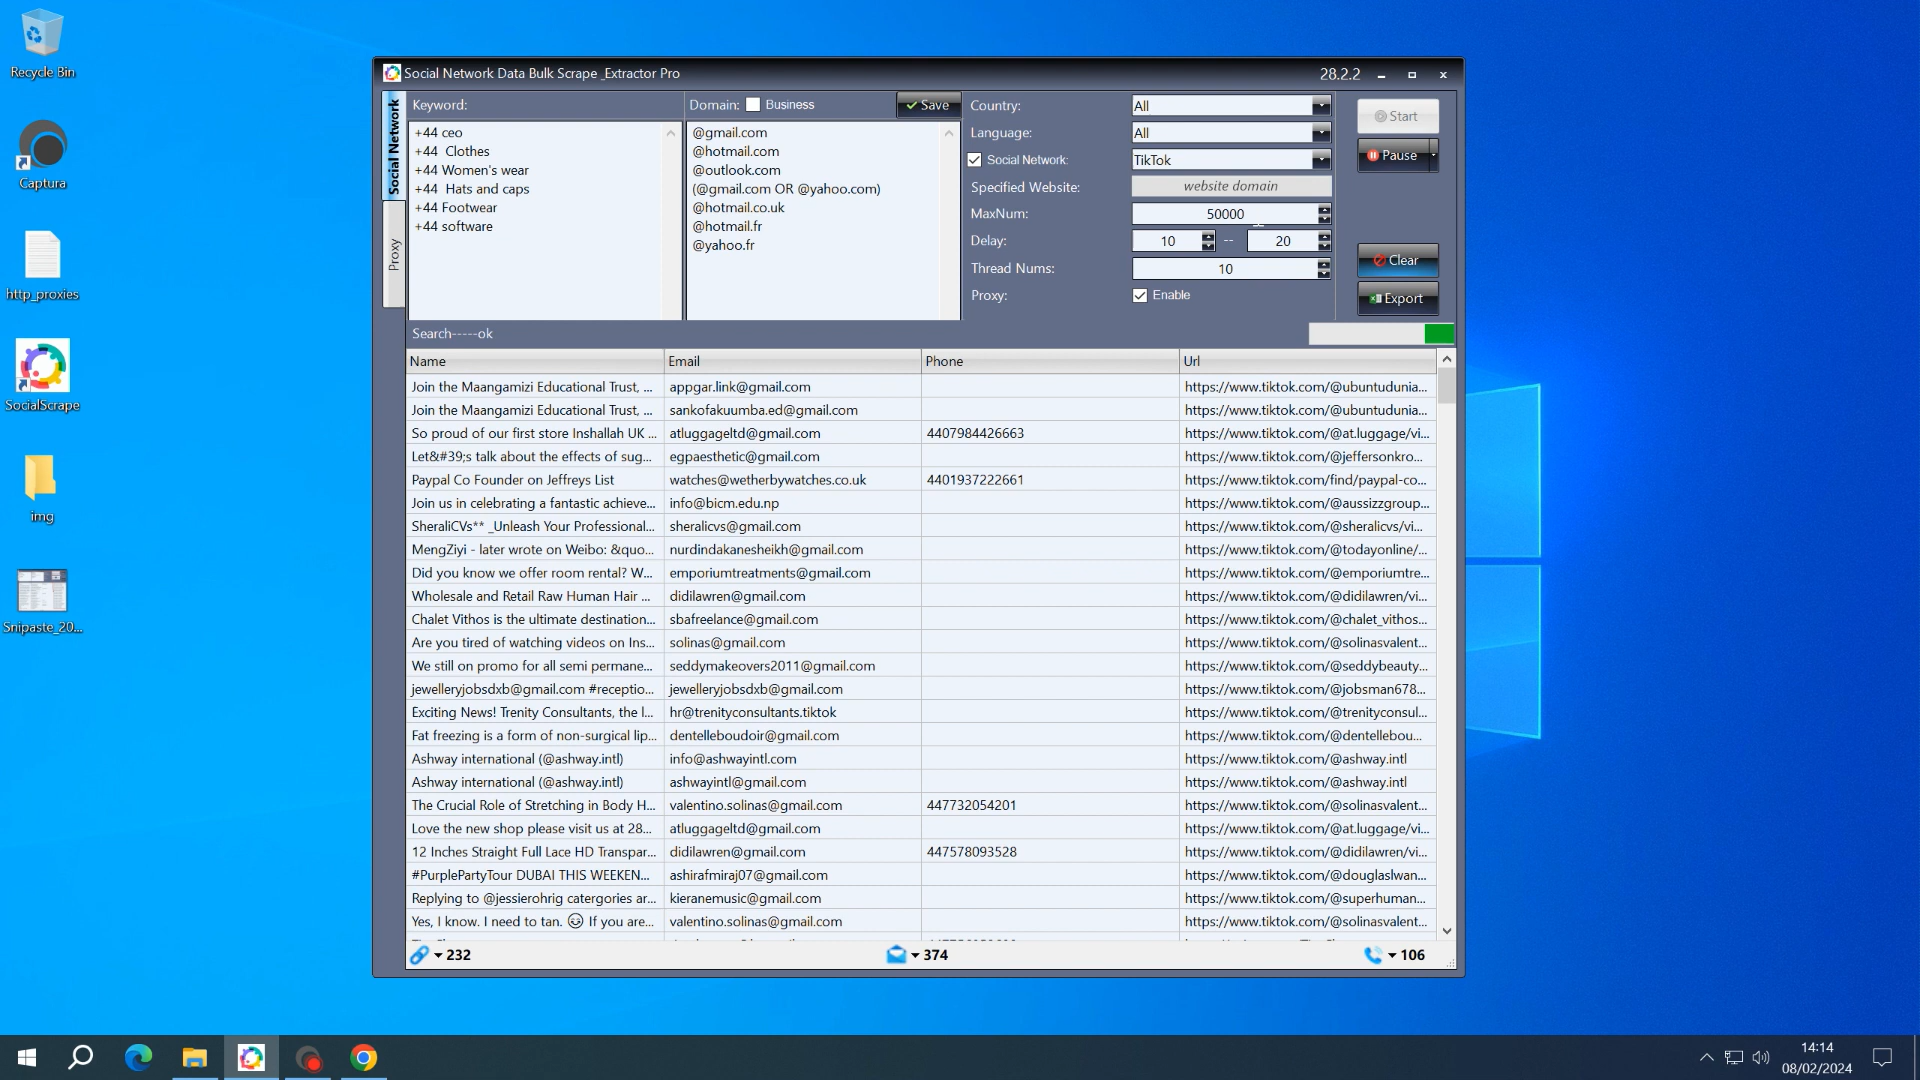 Recycle Bin
Captura
http_proxies
SocialScrape
img
Snipaste_20...
Social Network Data Bulk Scrape _Extractor Pro
28.2.2
Social Network
Proxy
Keyword:
+44 ceo
+44  Clothes
+44 Women's wear
+44  Hats and caps
+44 Footwear
+44 software
Domain: Business
Save
@gmail.com
@hotmail.com
@outlook.com
(@gmail.com OR @yahoo.com)
@hotmail.co.uk
@hotmail.fr
@yahoo.fr
Country: All
Language: All
Social Network: TikTok
Specified Website: website domain
MaxNum: 50000
Delay: 10 -- 20
Thread Nums: 10
Proxy: Enable
Start
Pause
Clear
Export
Search-----ok
Name Email Phone Url
Join the Maangamizi Educational Trust, ... appgar.link@gmail.com https://www.tiktok.com/@ubuntudunia...
Join the Maangamizi Educational Trust, ... sankofakuumba.ed@gmail.com https://www.tiktok.com/@ubuntudunia...
So proud of our first store Inshallah UK ... atluggageltd@gmail.com 4407984426663 https://www.tiktok.com/@at.luggage/vi...
Let&#39;s talk about the effects of sug... egpaesthetic@gmail.com https://www.tiktok.com/@jeffersonkro...
Paypal Co Founder on Jeffreys List watches@wetherbywatches.co.uk 4401937222661 https://www.tiktok.com/find/paypal-co...
Join us in celebrating a fantastic achieve... info@bicm.edu.np https://www.tiktok.com/@aussizzgroup...
SheraliCVs** _Unleash Your Professional... sheralicvs@gmail.com https://www.tiktok.com/@sheralicvs/vi...
MengZiyi - later wrote on Weibo: &quo... nurdindakanesheikh@gmail.com https://www.tiktok.com/@todayonline/...
Did you know we offer room rental? W... emporiumtreatments@gmail.com https://www.tiktok.com/@emporiumtre...
Wholesale and Retail Raw Human Hair ... didilawren@gmail.com https://www.tiktok.com/@didilawren/vi...
Chalet Vithos is the ultimate destination... sbafreelance@gmail.com https://www.tiktok.com/@chalet_vithos...
Are you tired of watching videos on Ins... solinas@gmail.com https://www.tiktok.com/@solinasvalent...
We still on promo for all semi permane... seddymakeovers2011@gmail.com https://www.tiktok.com/@seddybeauty...
jewelleryjobsdxb@gmail.com #receptio... jewelleryjobsdxb@gmail.com https://www.tiktok.com/@jobsman678...
Exciting News! Trenity Consultants, the l... hr@trenityconsultants.tiktok https://www.tiktok.com/@trenityconsul...
Fat freezing is a form of non-surgical lip... dentelleboudoir@gmail.com https://www.tiktok.com/@dentellebou...
Ashway international (@ashway.intl) info@ashwayintl.com https://www.tiktok.com/@ashway.intl
Ashway international (@ashway.intl) ashwayintl@gmail.com https://www.tiktok.com/@ashway.intl
The Crucial Role of Stretching in Body H... valentino.solinas@gmail.com 447732054201 https://www.tiktok.com/@solinasvalent...
Love the new shop please visit us at 28... atluggageltd@gmail.com https://www.tiktok.com/@at.luggage/vi...
12 Inches Straight Full Lace HD Transpar... didilawren@gmail.com 447578093528 https://www.tiktok.com/@didilawren/vi...
#PurplePartyTour DUBAI THIS WEEKEN... ashirafmiraj07@gmail.com https://www.tiktok.com/@douglaslwan...
Replying to @jessierohrig catergories ar... kieranemusic@gmail.com https://www.tiktok.com/@superhuman...
Yes, I know. I need to tan. 😆 If you are... valentino.solinas@gmail.com https://www.tiktok.com/@solinasvalent...
232 374 106
14:14
08/02/2024